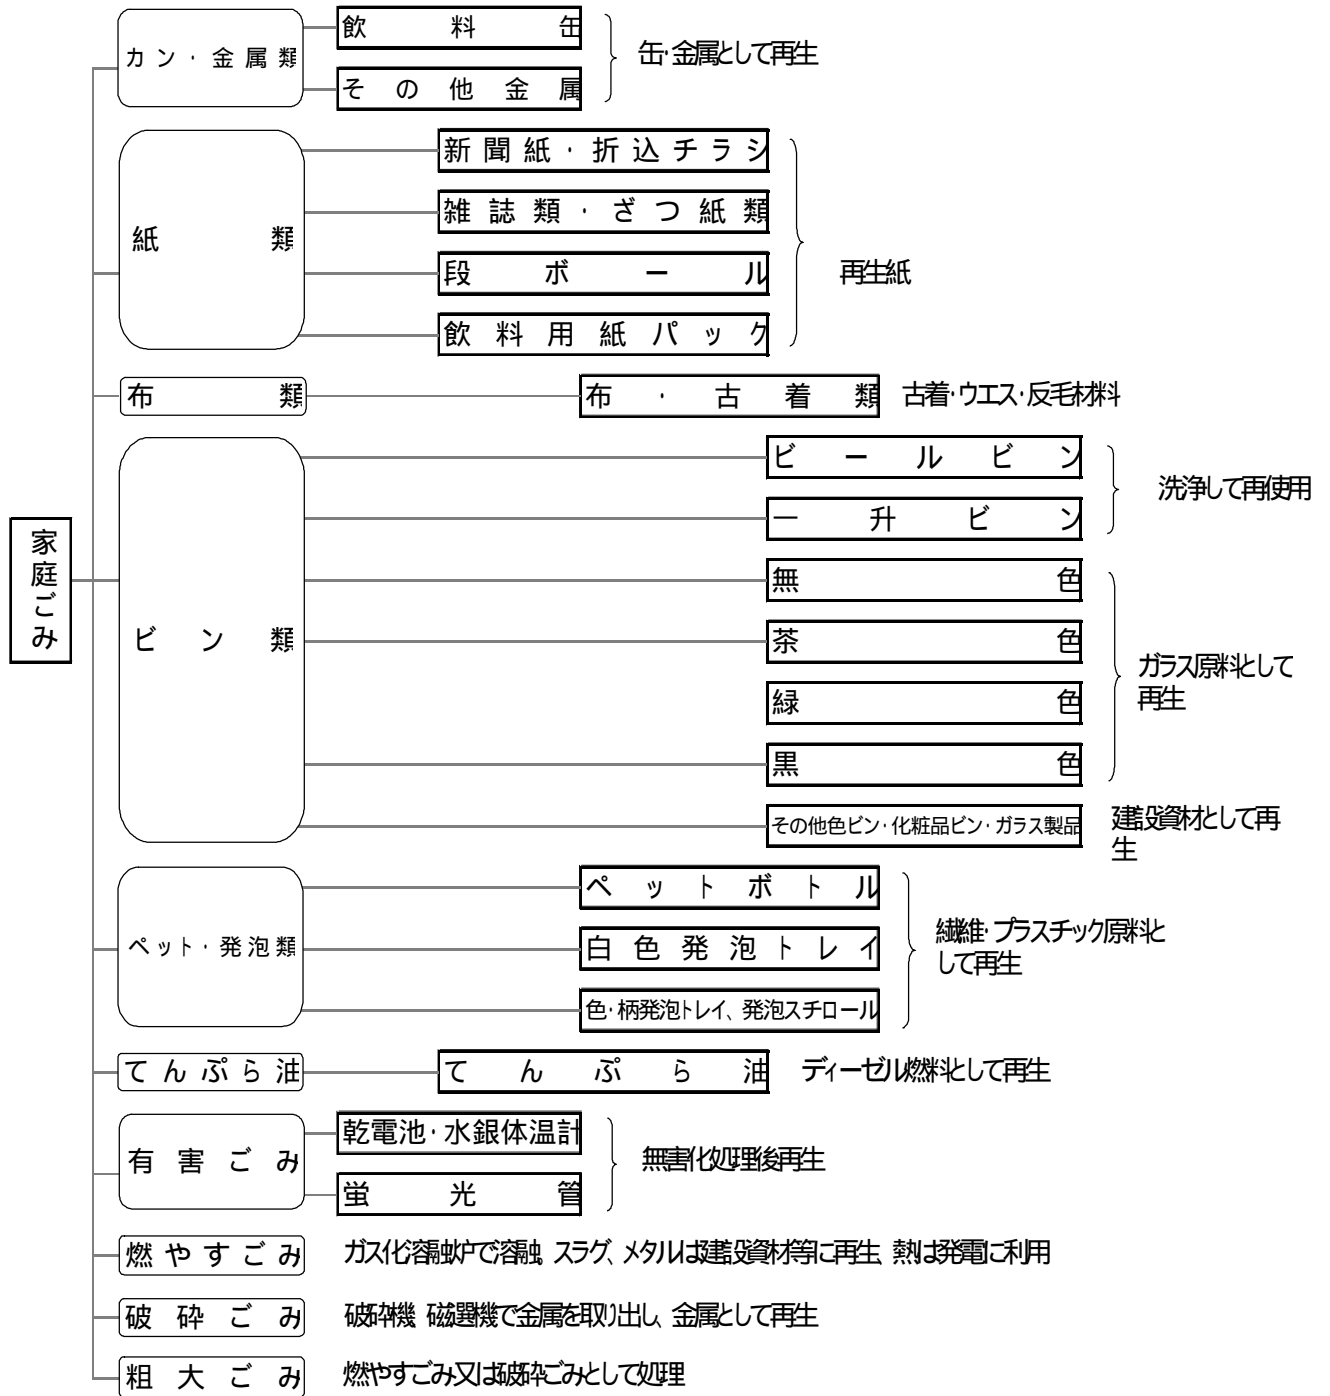 家庭ごみ
カン・金属類
飲料缶
その他金属
缶・金属として再生
紙類
新聞紙・折込チラシ
雑誌類・ざつ紙類
段ボール
飲料用紙パック
再生紙
布類
布・古着類
古着・ウエス・反毛材料
ビン類
ビールビン
一升ビン
洗浄して再使用
無色
茶色
緑色
黒色
ガラス原料として
再生
その他色ビン・化粧品ビン・ガラス製品
建設資材として再
生
ペット・発泡類
ペットボトル
白色発泡トレイ
色・柄発泡トレイ、発泡スチロール
繊維・プラスチック原料と
して再生
てんぷら油
てんぷら油
ディーゼル燃料として再生
有害ごみ
乾電池・水銀体温計
蛍光管
無害化処理後再生
燃やすごみ
ガス化溶融炉で溶融、スラグ、メタルは建設資材等に再生、熱は発電に利用
破砕ごみ
破砕機、磁選機で金属を取り出し、金属として再生
粗大ごみ
燃やすごみ又は破砕ごみとして処理